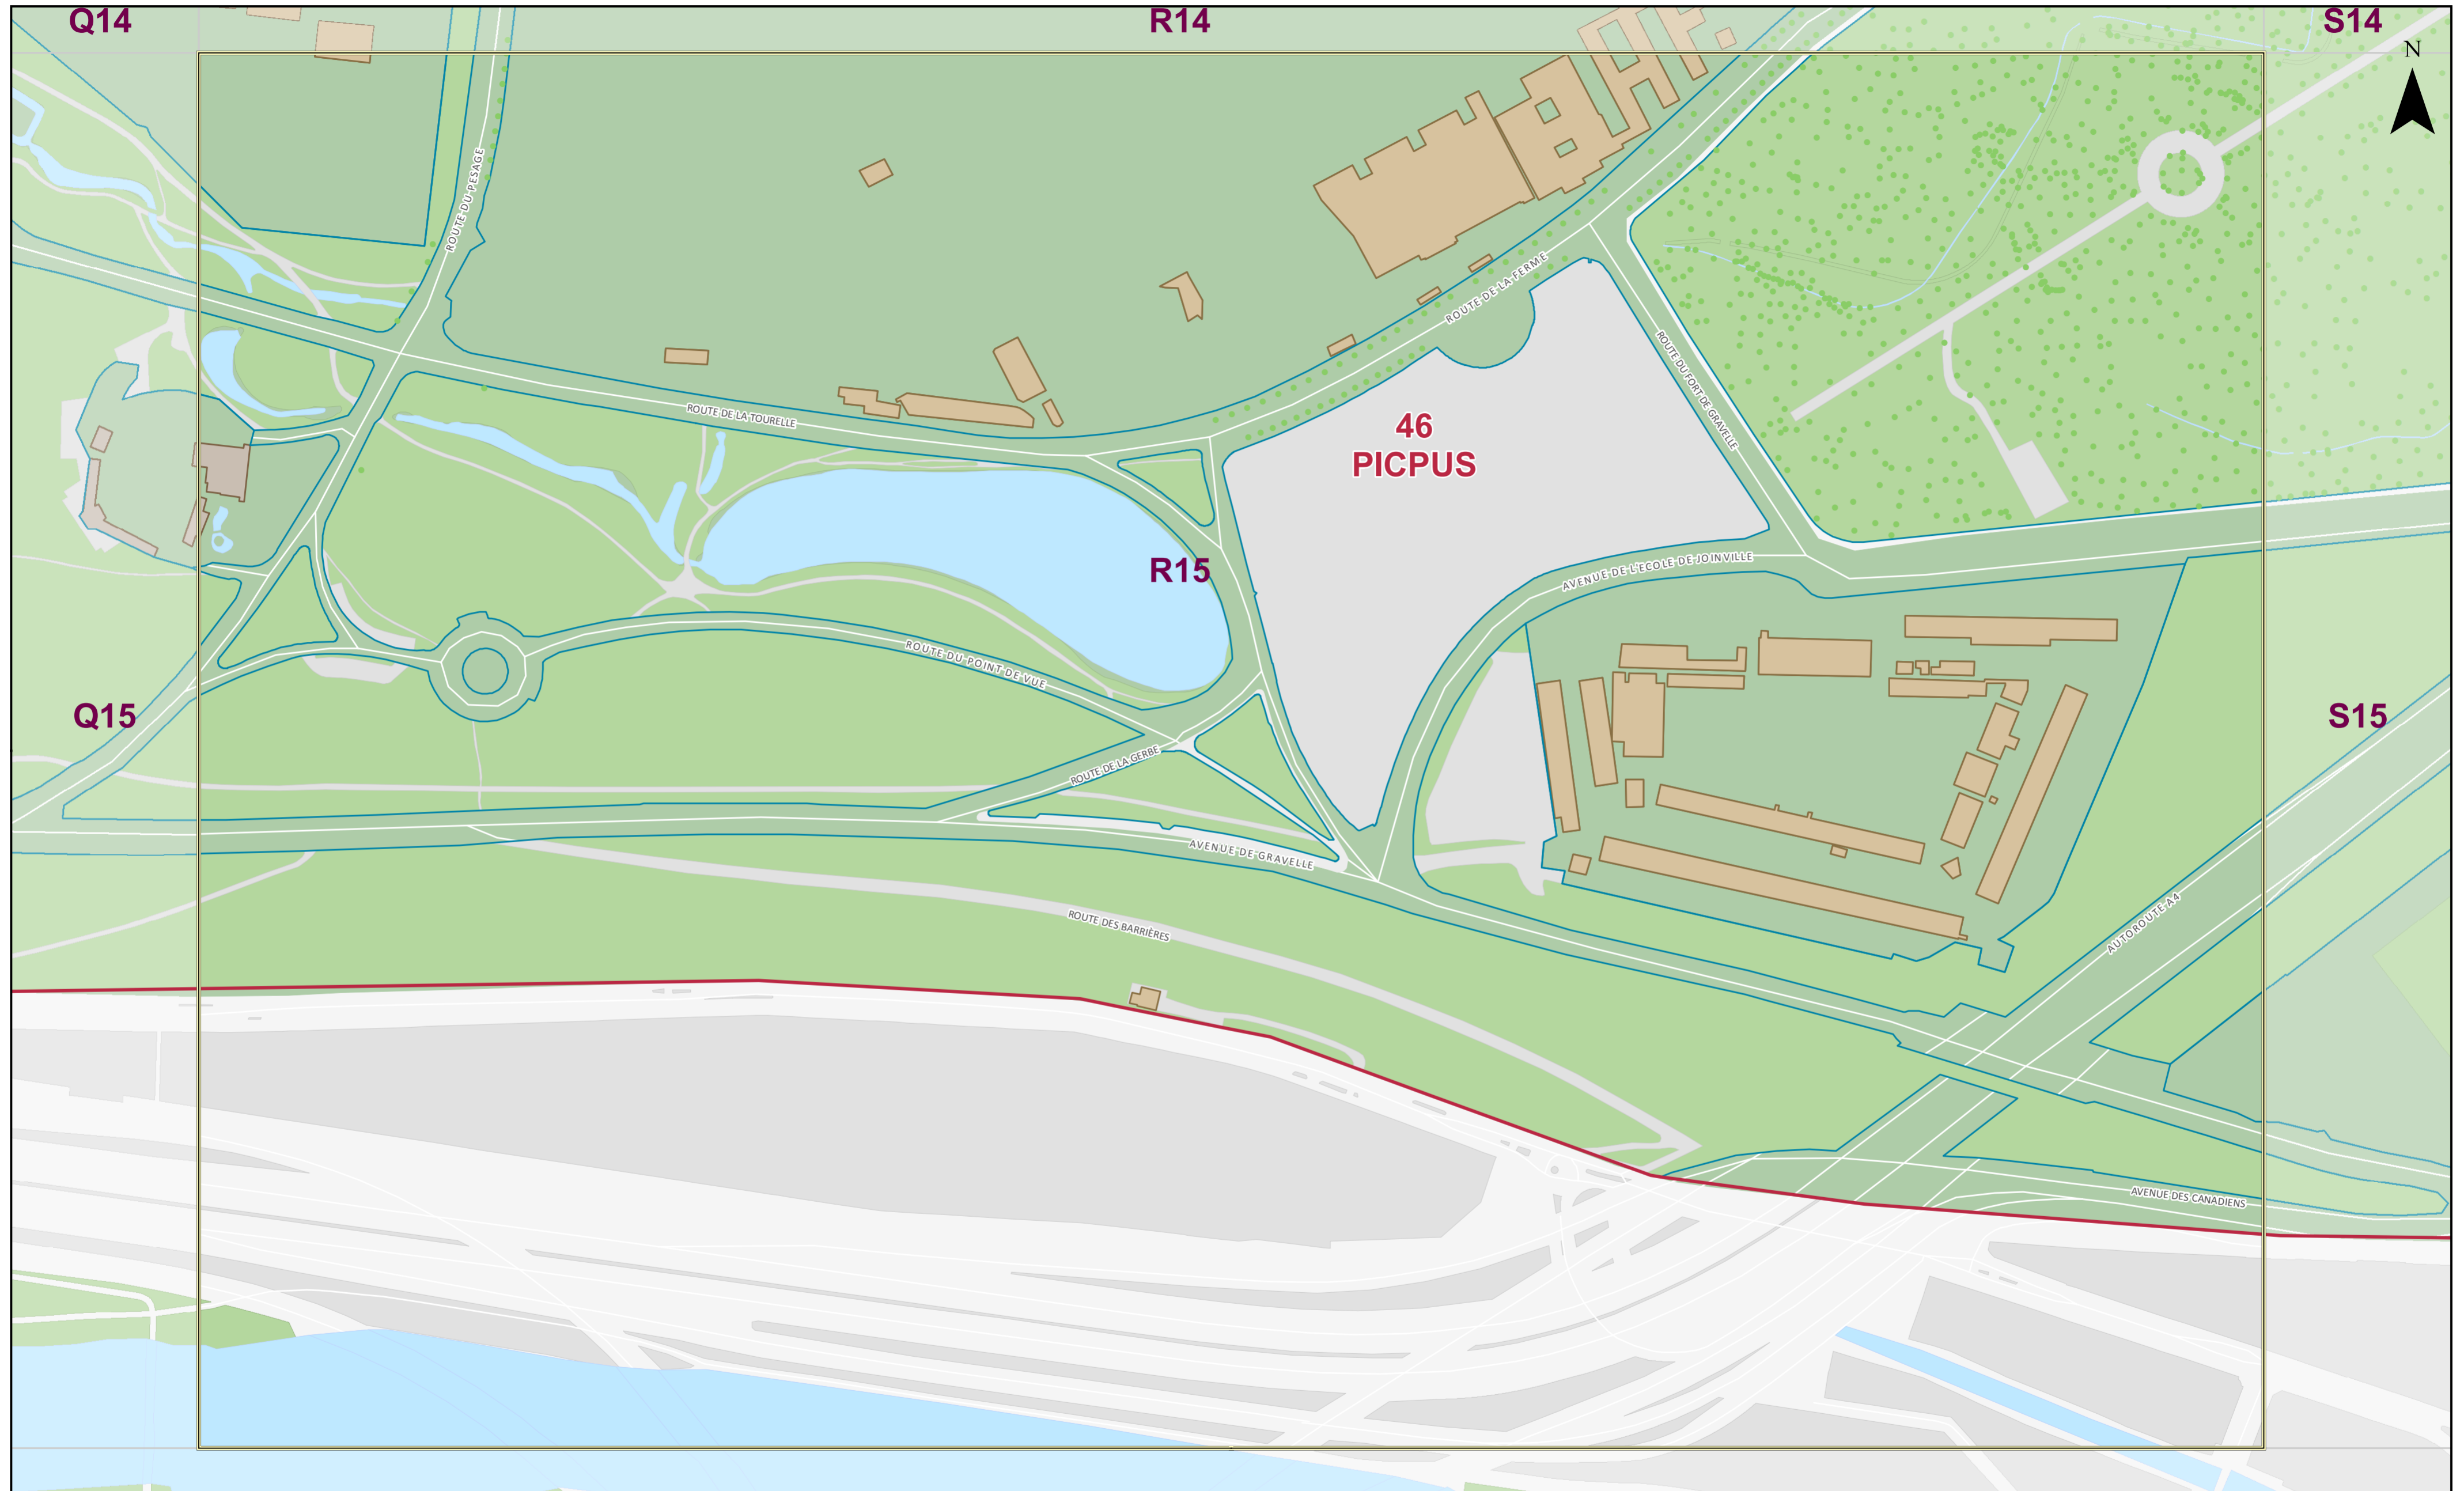 Q14
R14
S14
N
ROUTE DU PESAGE
ROUTE DE LA FERME
ROUTE DU FORT DE GRAVELLE
ROUTE DE LA TOURELLE
46
PICPUS
R15
AVENUE DE L'ECOLE DE JOINVILLE
ROUTE DU POINT DE VUE
Q15
S15
ROUTE DE LA GERBE
AVENUE DE GRAVELLE
ROUTE DES BARRIÈRES
AUTOROUTE A4
AVENUE DES CANADIENS